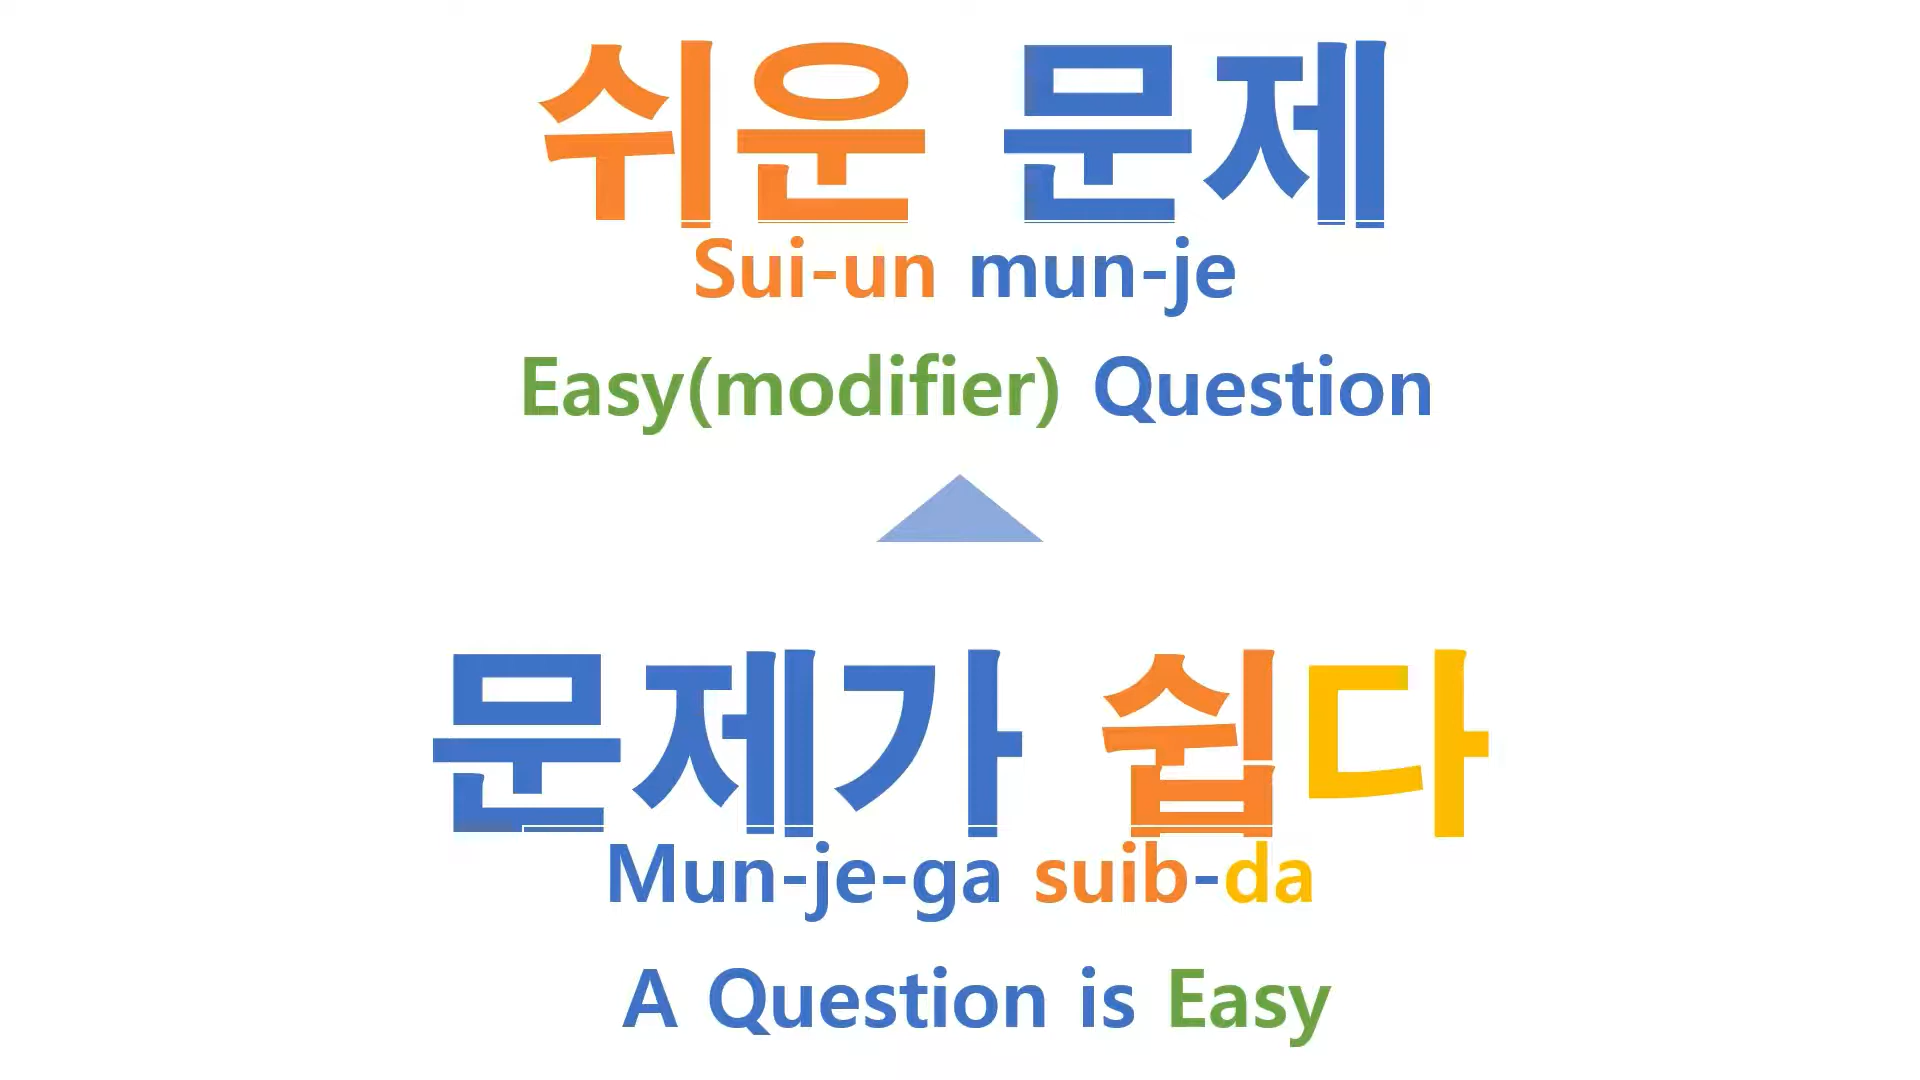 쉬운 문제
Sui-un mun-je
Easy(modifier) Question
문제가 쉽다
Mun-je-ga suib-da
A Question is Easy